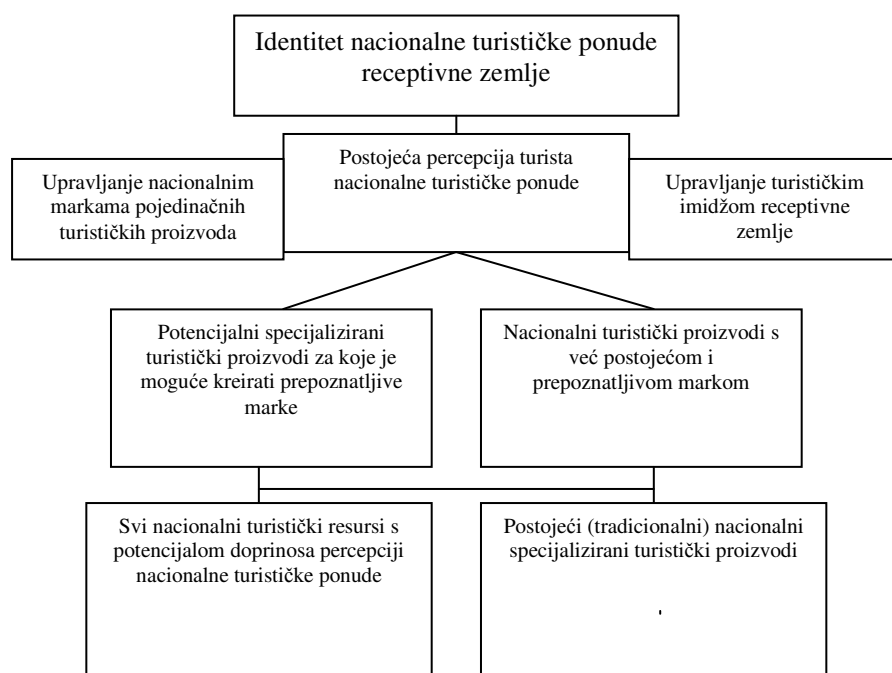 Identitet nacionalne turističke ponude
receptivne zemlje
Postojeća percepcija turista
nacionalne turističke ponude
Upravljanje nacionalnim
markama pojedinačnih
turističkih proizvoda
Upravljanje turističkim
imidžom receptivne
zemlje
Potencijalni specijalizirani
turistički proizvodi za koje je
moguće kreirati prepoznatljive
marke
Nacionalni turistički proizvodi s
već postojećom i
prepoznatljivom markom
Svi nacionalni turistički resursi s
potencijalom doprinosa percepciji
nacionalne turističke ponude
Postojeći (tradicionalni) nacionalni
specijalizirani turistički proizvodi